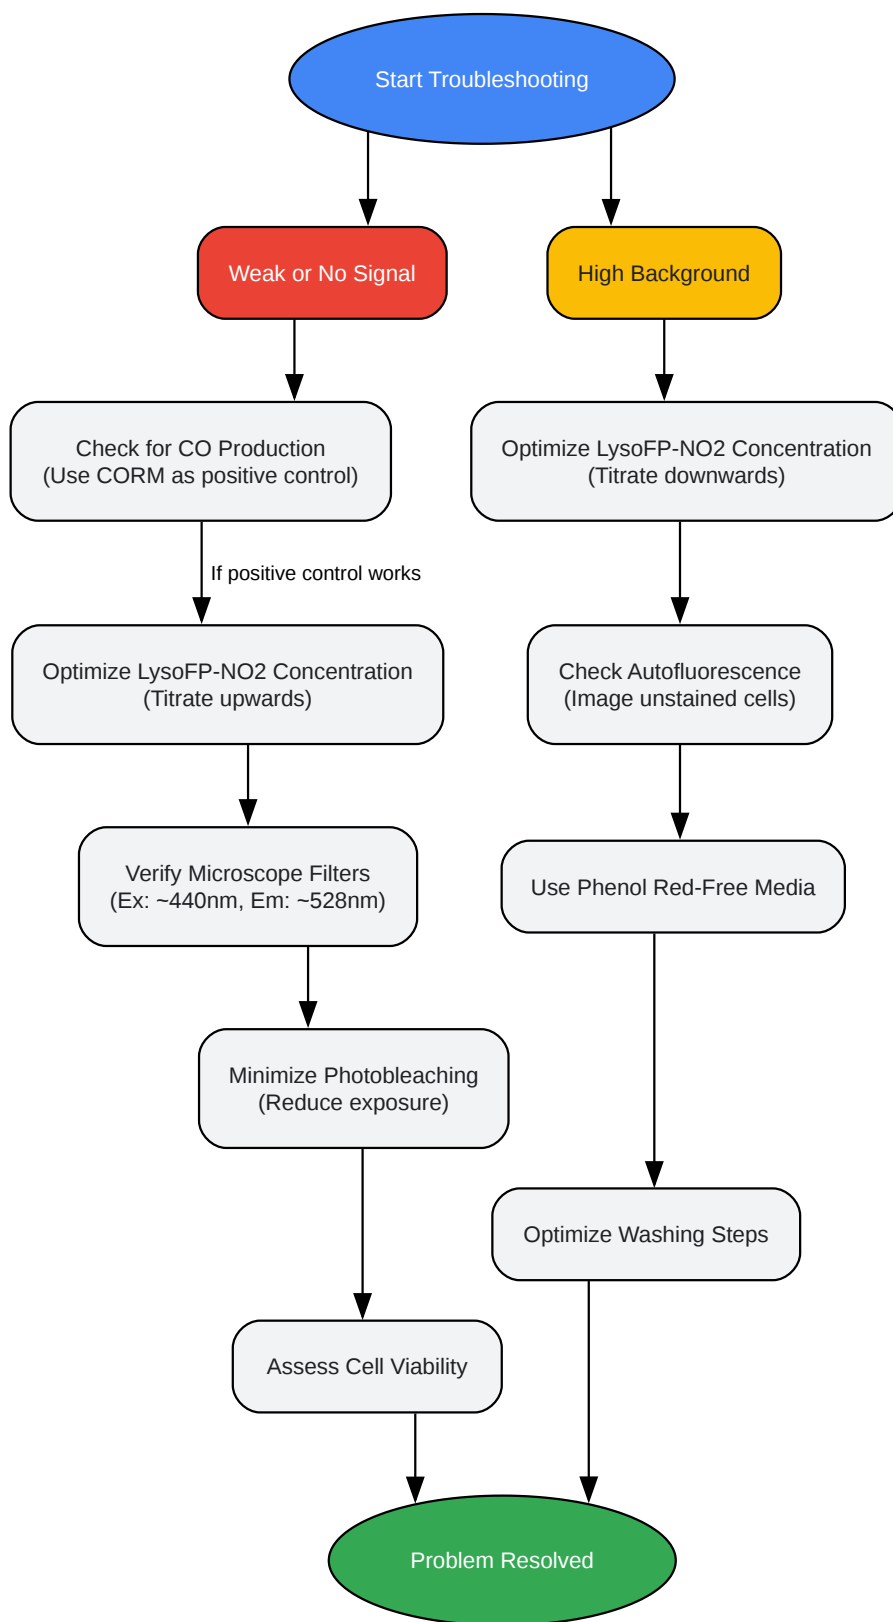 Start Troubleshooting
Weak or No Signal
High Background
Check for CO Production
(Use CORM as positive control)
Optimize LysoFP-NO2 Concentration
(Titrate downwards)
If positive control works
Optimize LysoFP-NO2 Concentration
(Titrate upwards)
Check Autofluorescence
(Image unstained cells)
Verify Microscope Filters
(Ex: ~440nm, Em: ~528nm)
Use Phenol Red-Free Media
Minimize Photobleaching
(Reduce exposure)
Optimize Washing Steps
Assess Cell Viability
Problem Resolved